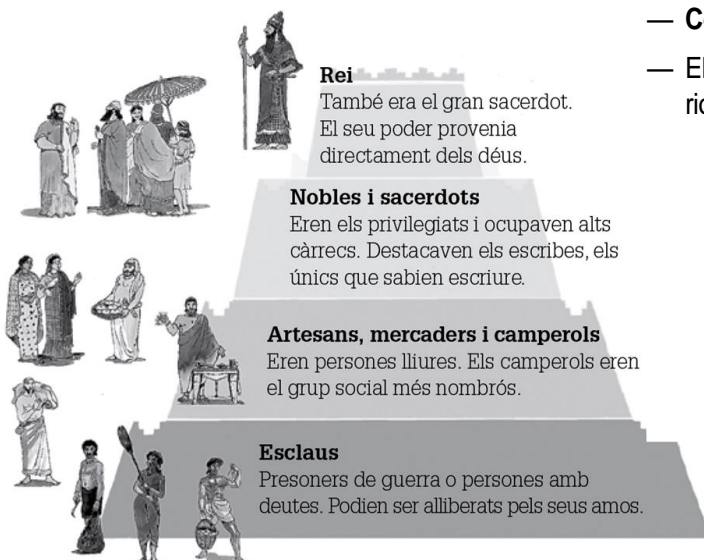 Rei
També era el gran sacerdot.
El seu poder provenia
directament dels déus.
Nobles i sacerdots
Eren els privilegiats i ocupaven alts
càrrecs. Destacaven els escribes, els
únics que sabien escriure.
Artesans, mercaders i camperols
Eren persones lliures. Els camperols eren
el grup social més nombrós.
Esclaus
Presoners de guerra o persones amb
deutes. Podien ser alliberats pels seus amos.